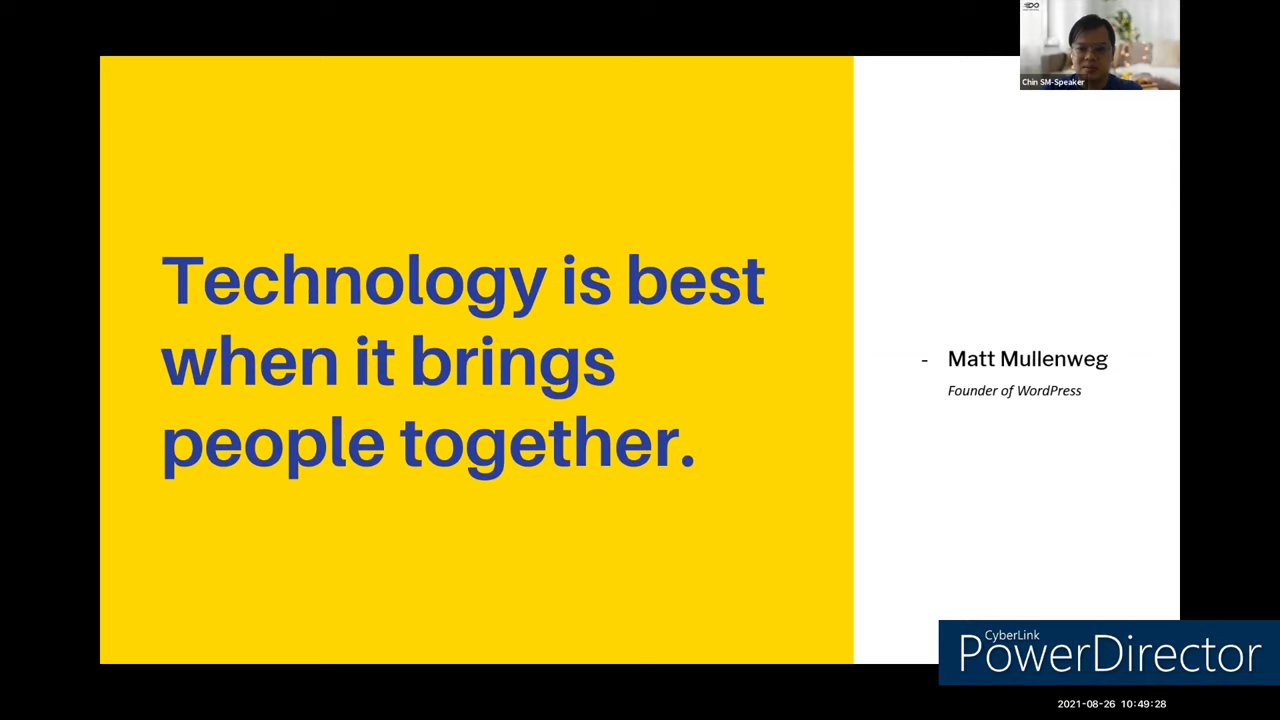 Chin SM-Speaker
Technology is best
when it brings
people together.
- Matt Mullenweg
Founder of WordPress
CyberLink
PowerDirector
2021-08-26 10:49:28